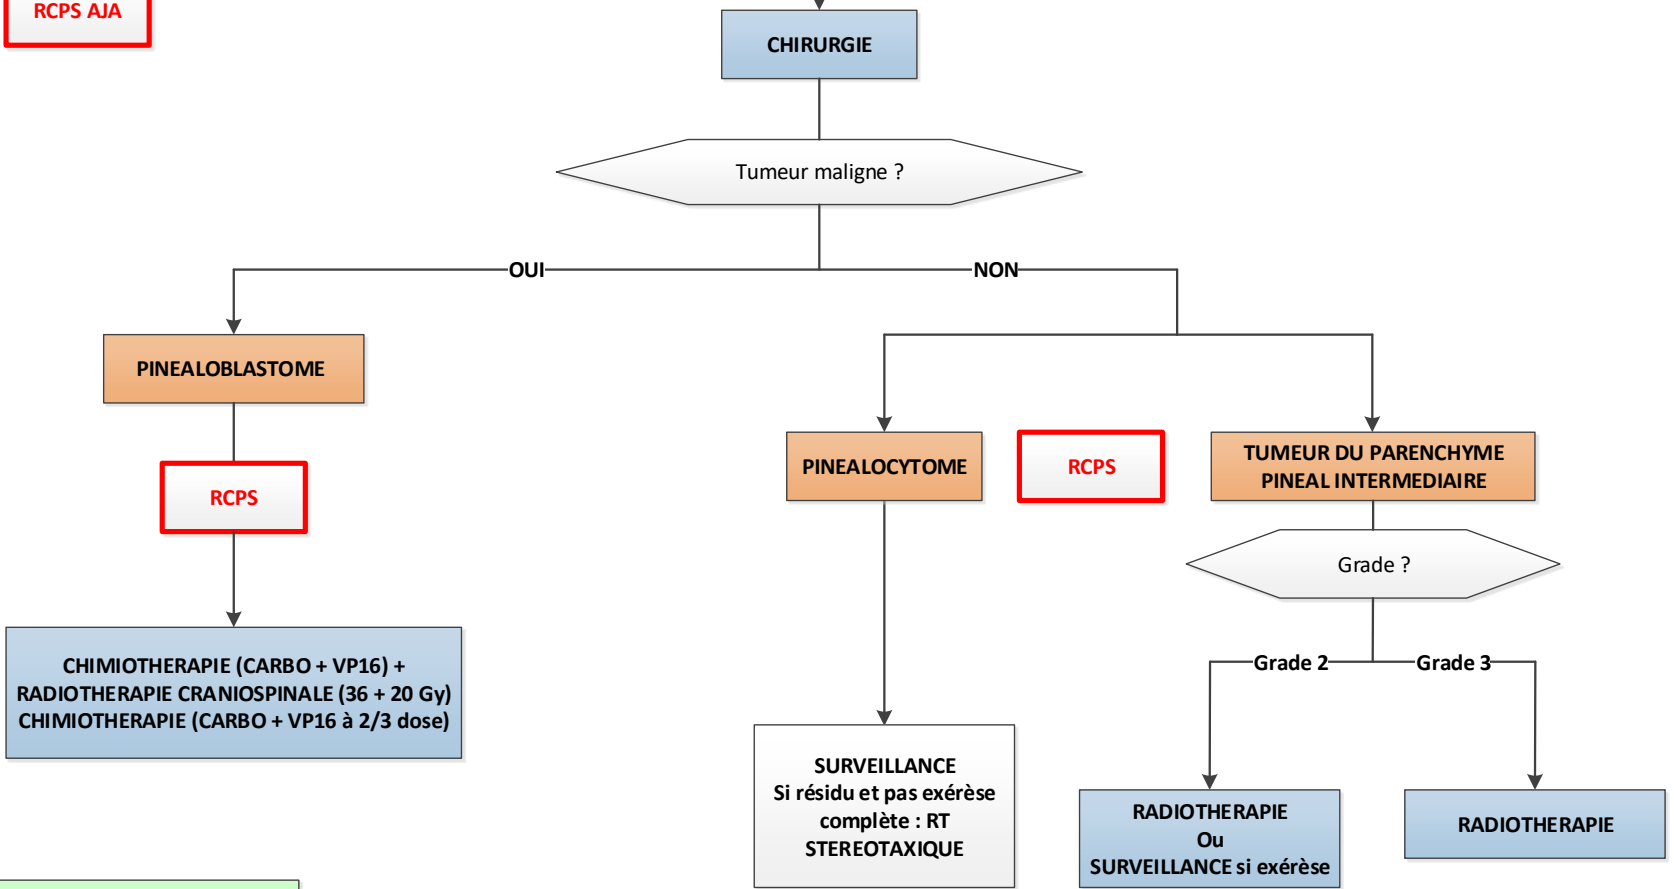 RCPS AJA
CHIRURGIE
Tumeur maligne ?
OUI
NON
PINEALOBLASTOME
RCPS
CHIMIOTHERAPIE (CARBO + VP16) +
RADIOTHERAPIE CRANIOSPINALE (36 + 20 Gy)
CHIMIOTHERAPIE (CARBO + VP16 à 2/3 dose)
PINEALOCYTOME
RCPS
TUMEUR DU PARENCHYME
PINEAL INTERMEDIAIRE
Grade ?
Grade 2
Grade 3
SURVEILLANCE
Si résidu et pas exérèse
complète : RT
STEREOTAXIQUE
RADIOTHERAPIE
Ou
SURVEILLANCE si exérèse
RADIOTHERAPIE